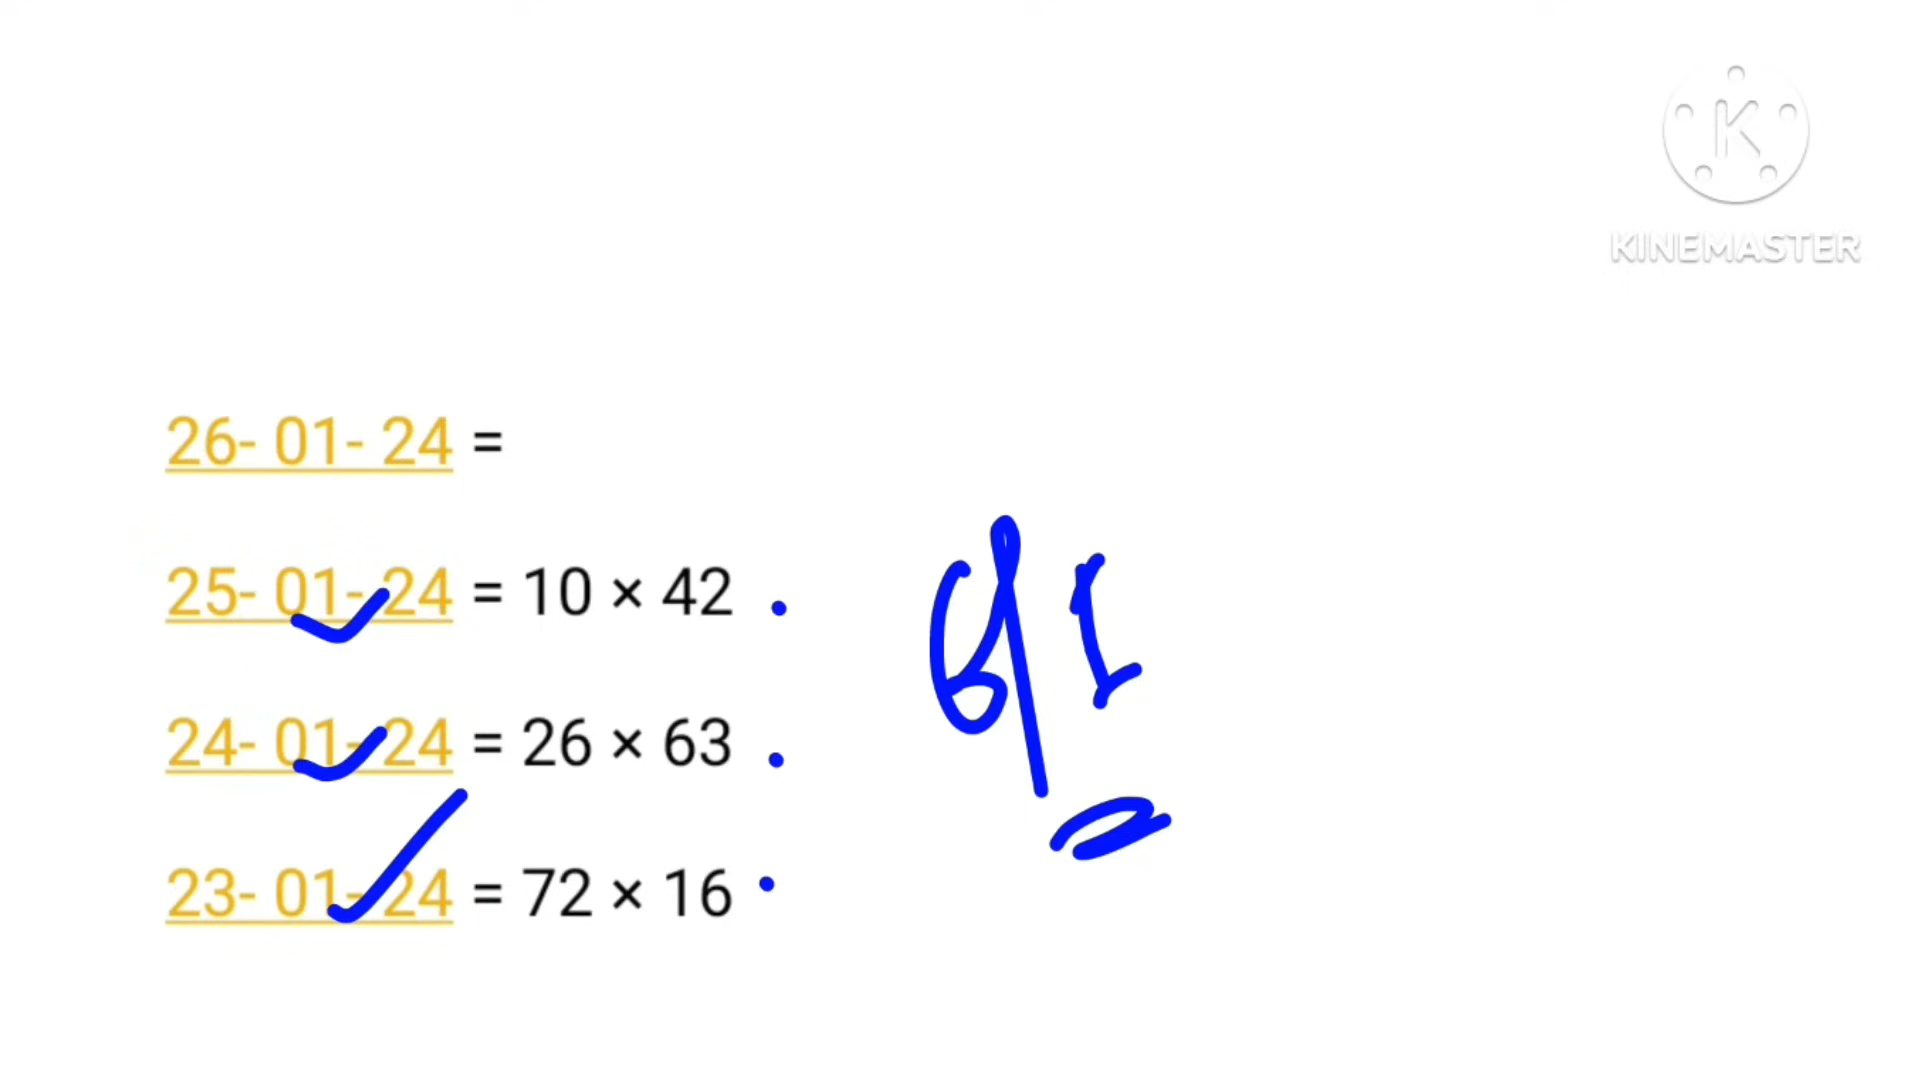 K
KINEMASTER
26- 01- 24 =
25- 01- 24 = 10 × 42 .
24- 01- 24 = 26 × 63 .
23- 01- 24 = 72 × 16 .